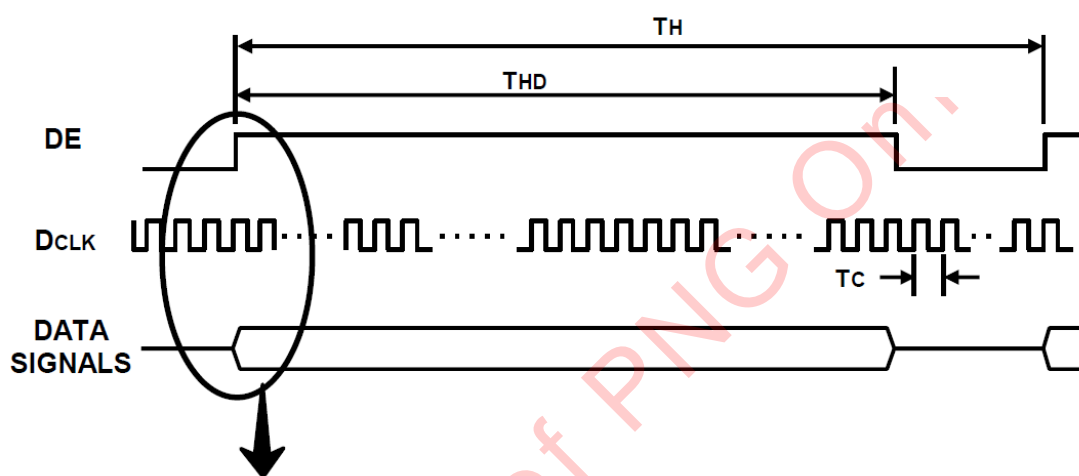 TH
THD
DE
DCLK
TC
DATA
SIGNALS
of PNG On